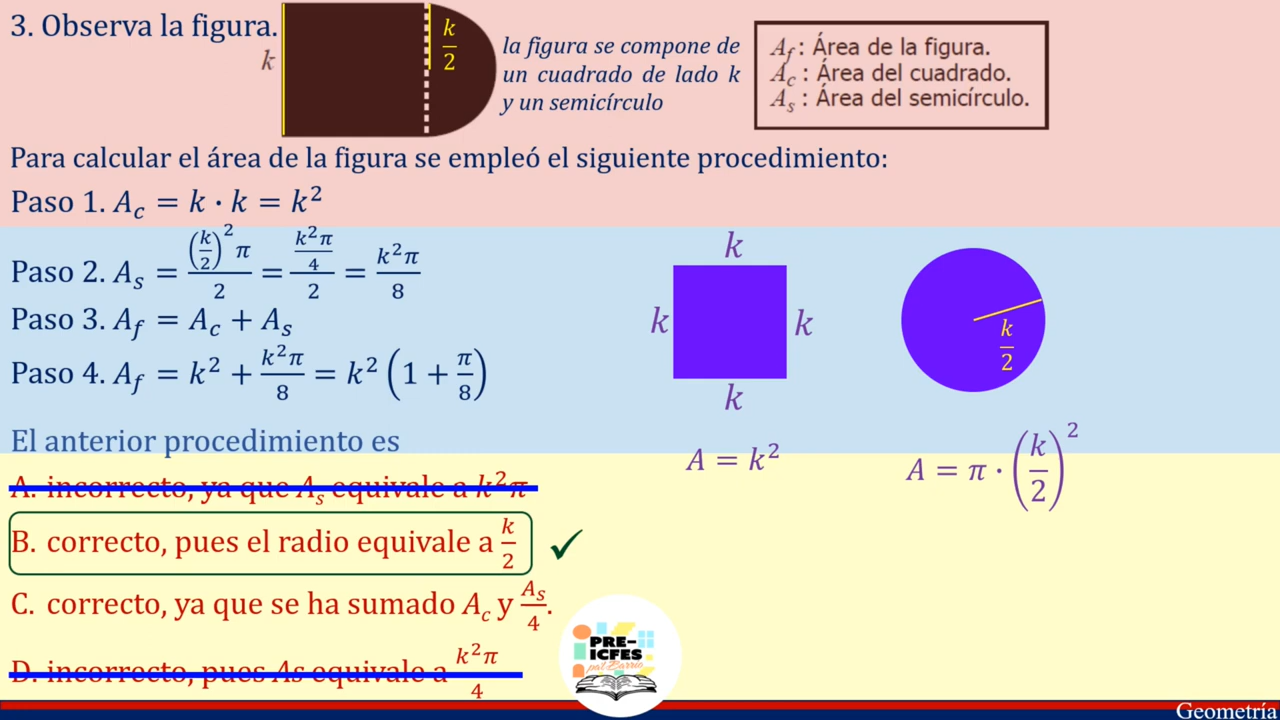 3. Observa la figura.
k
k/2
la figura se compone de
un cuadrado de lado k
y un semicírculo
A_f : Área de la figura.
A_c : Área del cuadrado.
A_s : Área del semicírculo.
Para calcular el área de la figura se empleó el siguiente procedimiento:
Paso 1. A_c = k · k = k²
Paso 2. A_s = ((k/2)²π)/2 = (k²π/4)/2 = k²π/8
Paso 3. A_f = A_c + A_s
Paso 4. A_f = k² + k²π/8 = k²(1 + π/8)
k
k
k
k
A = k²
k/2
A = π · (k/2)²
El anterior procedimiento es
A. incorrecto, ya que A_s equivale a k²π
B. correcto, pues el radio equivale a k/2 ✓
C. correcto, ya que se ha sumado A_c y A_s/4.
D. incorrecto, pues As equivale a k²π/4
PRE-
ICFES
pal Barrio
Geometría